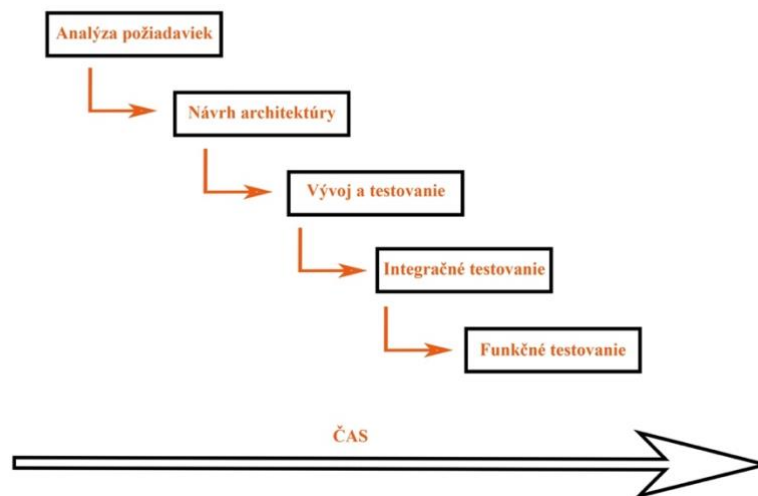 Analýza požiadaviek
Návrh architektúry
Vývoj a testovanie
Integračné testovanie
Funkčné testovanie
ČAS